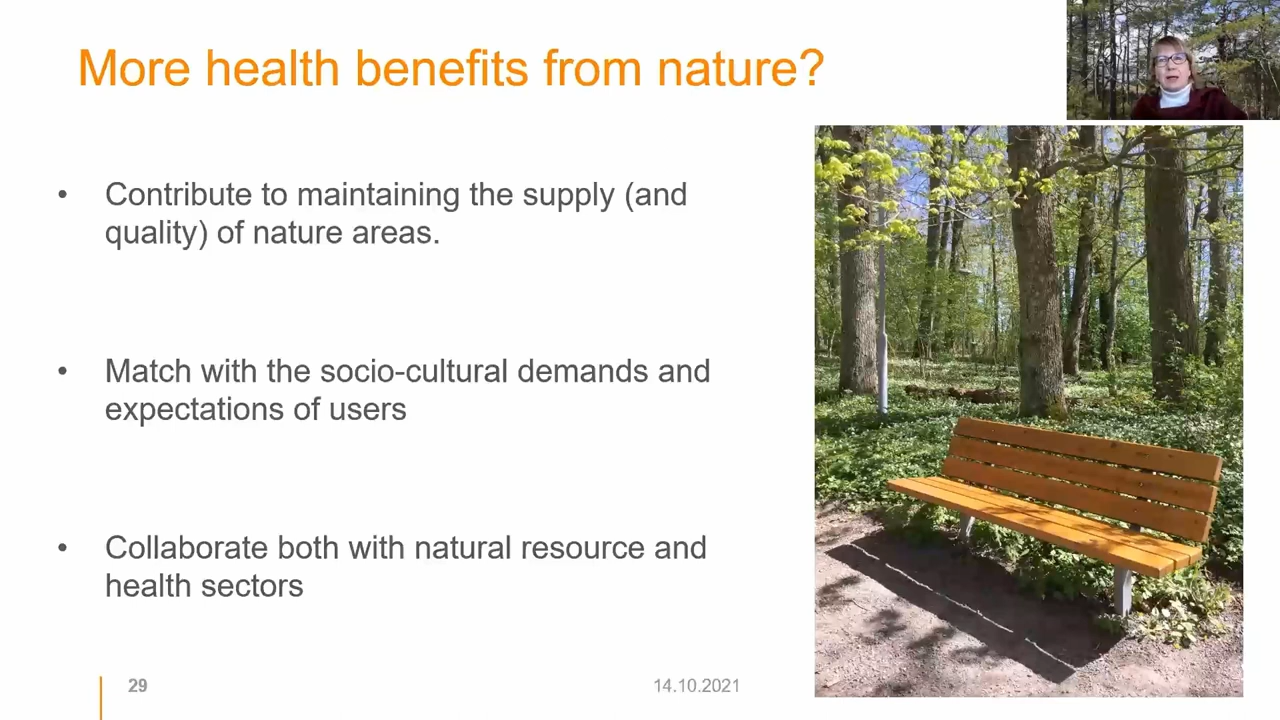 More health benefits from nature?
• Contribute to maintaining the supply (and
quality) of nature areas.
• Match with the socio-cultural demands and
expectations of users
• Collaborate both with natural resource and
health sectors
29
14.10.2021